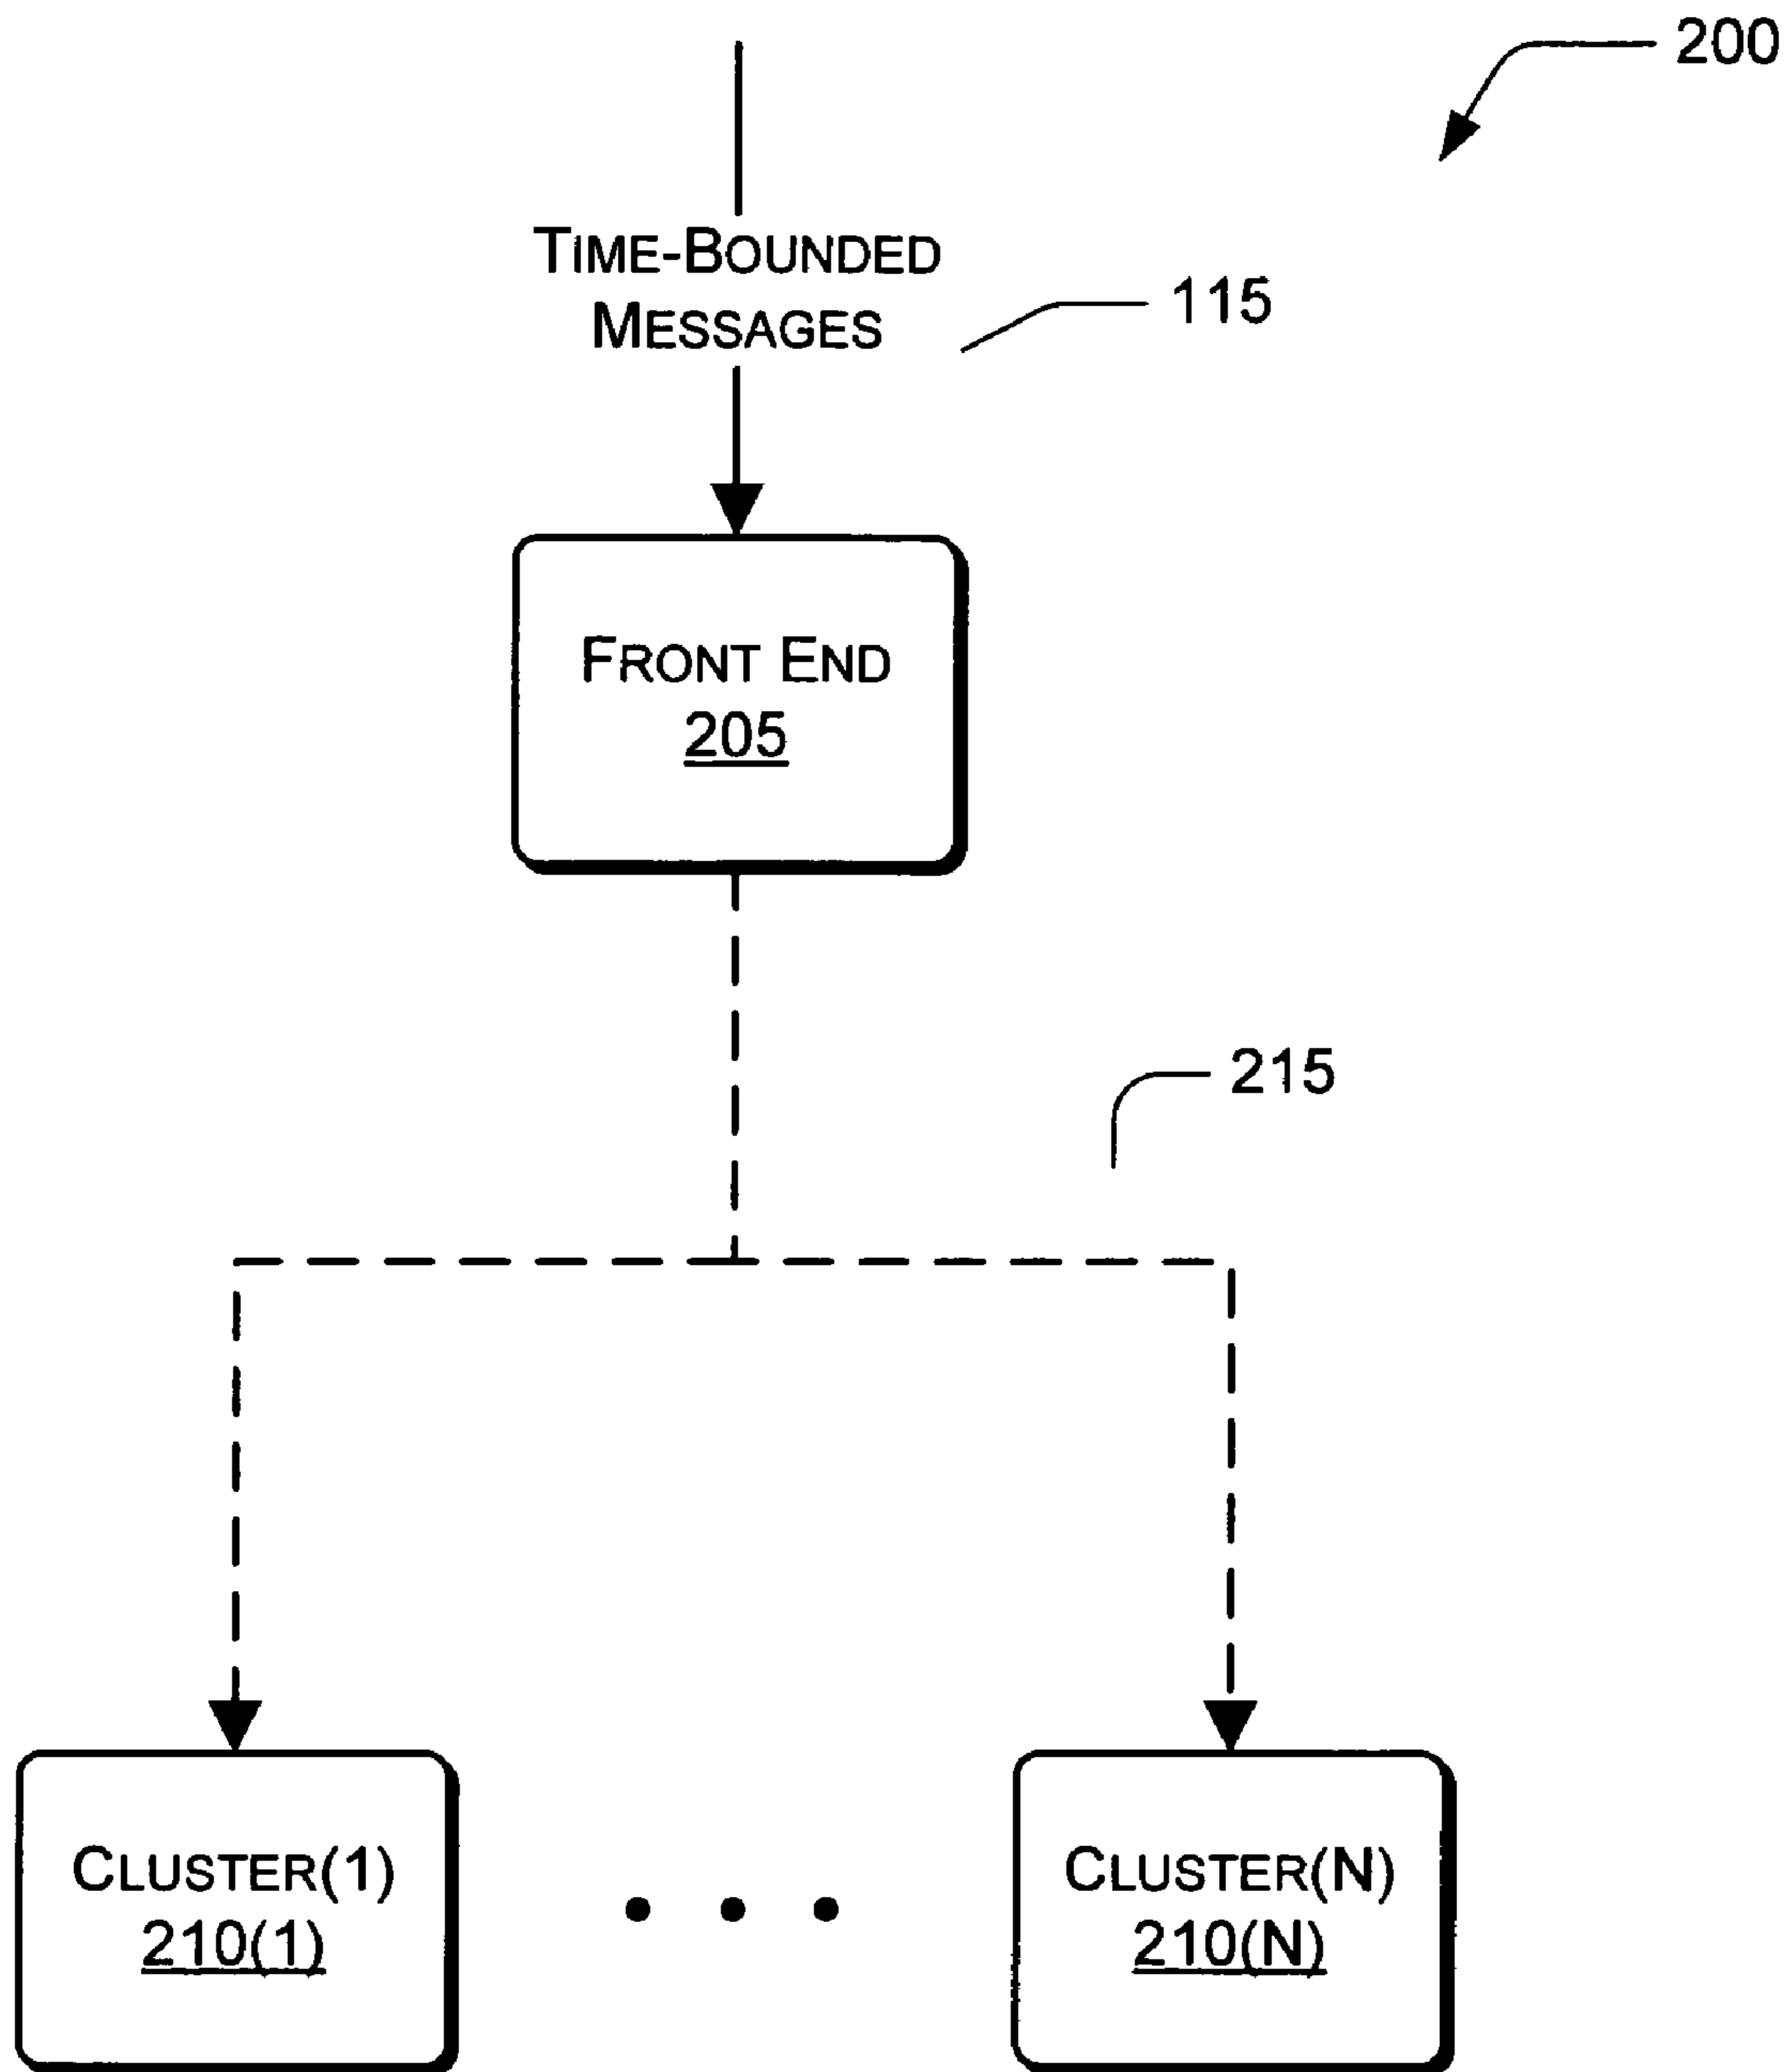 200
TIME-BOUNDED
MESSAGES
115
FRONT END
205
215
CLUSTER(1)
210(1)
CLUSTER(N)
210(N)